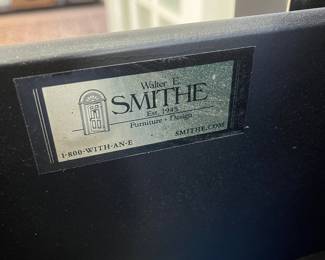 Walter E.
SMITHE
Est. 1945
Furniture + Design
1-800-WITH-AN-E
SMITHE.COM